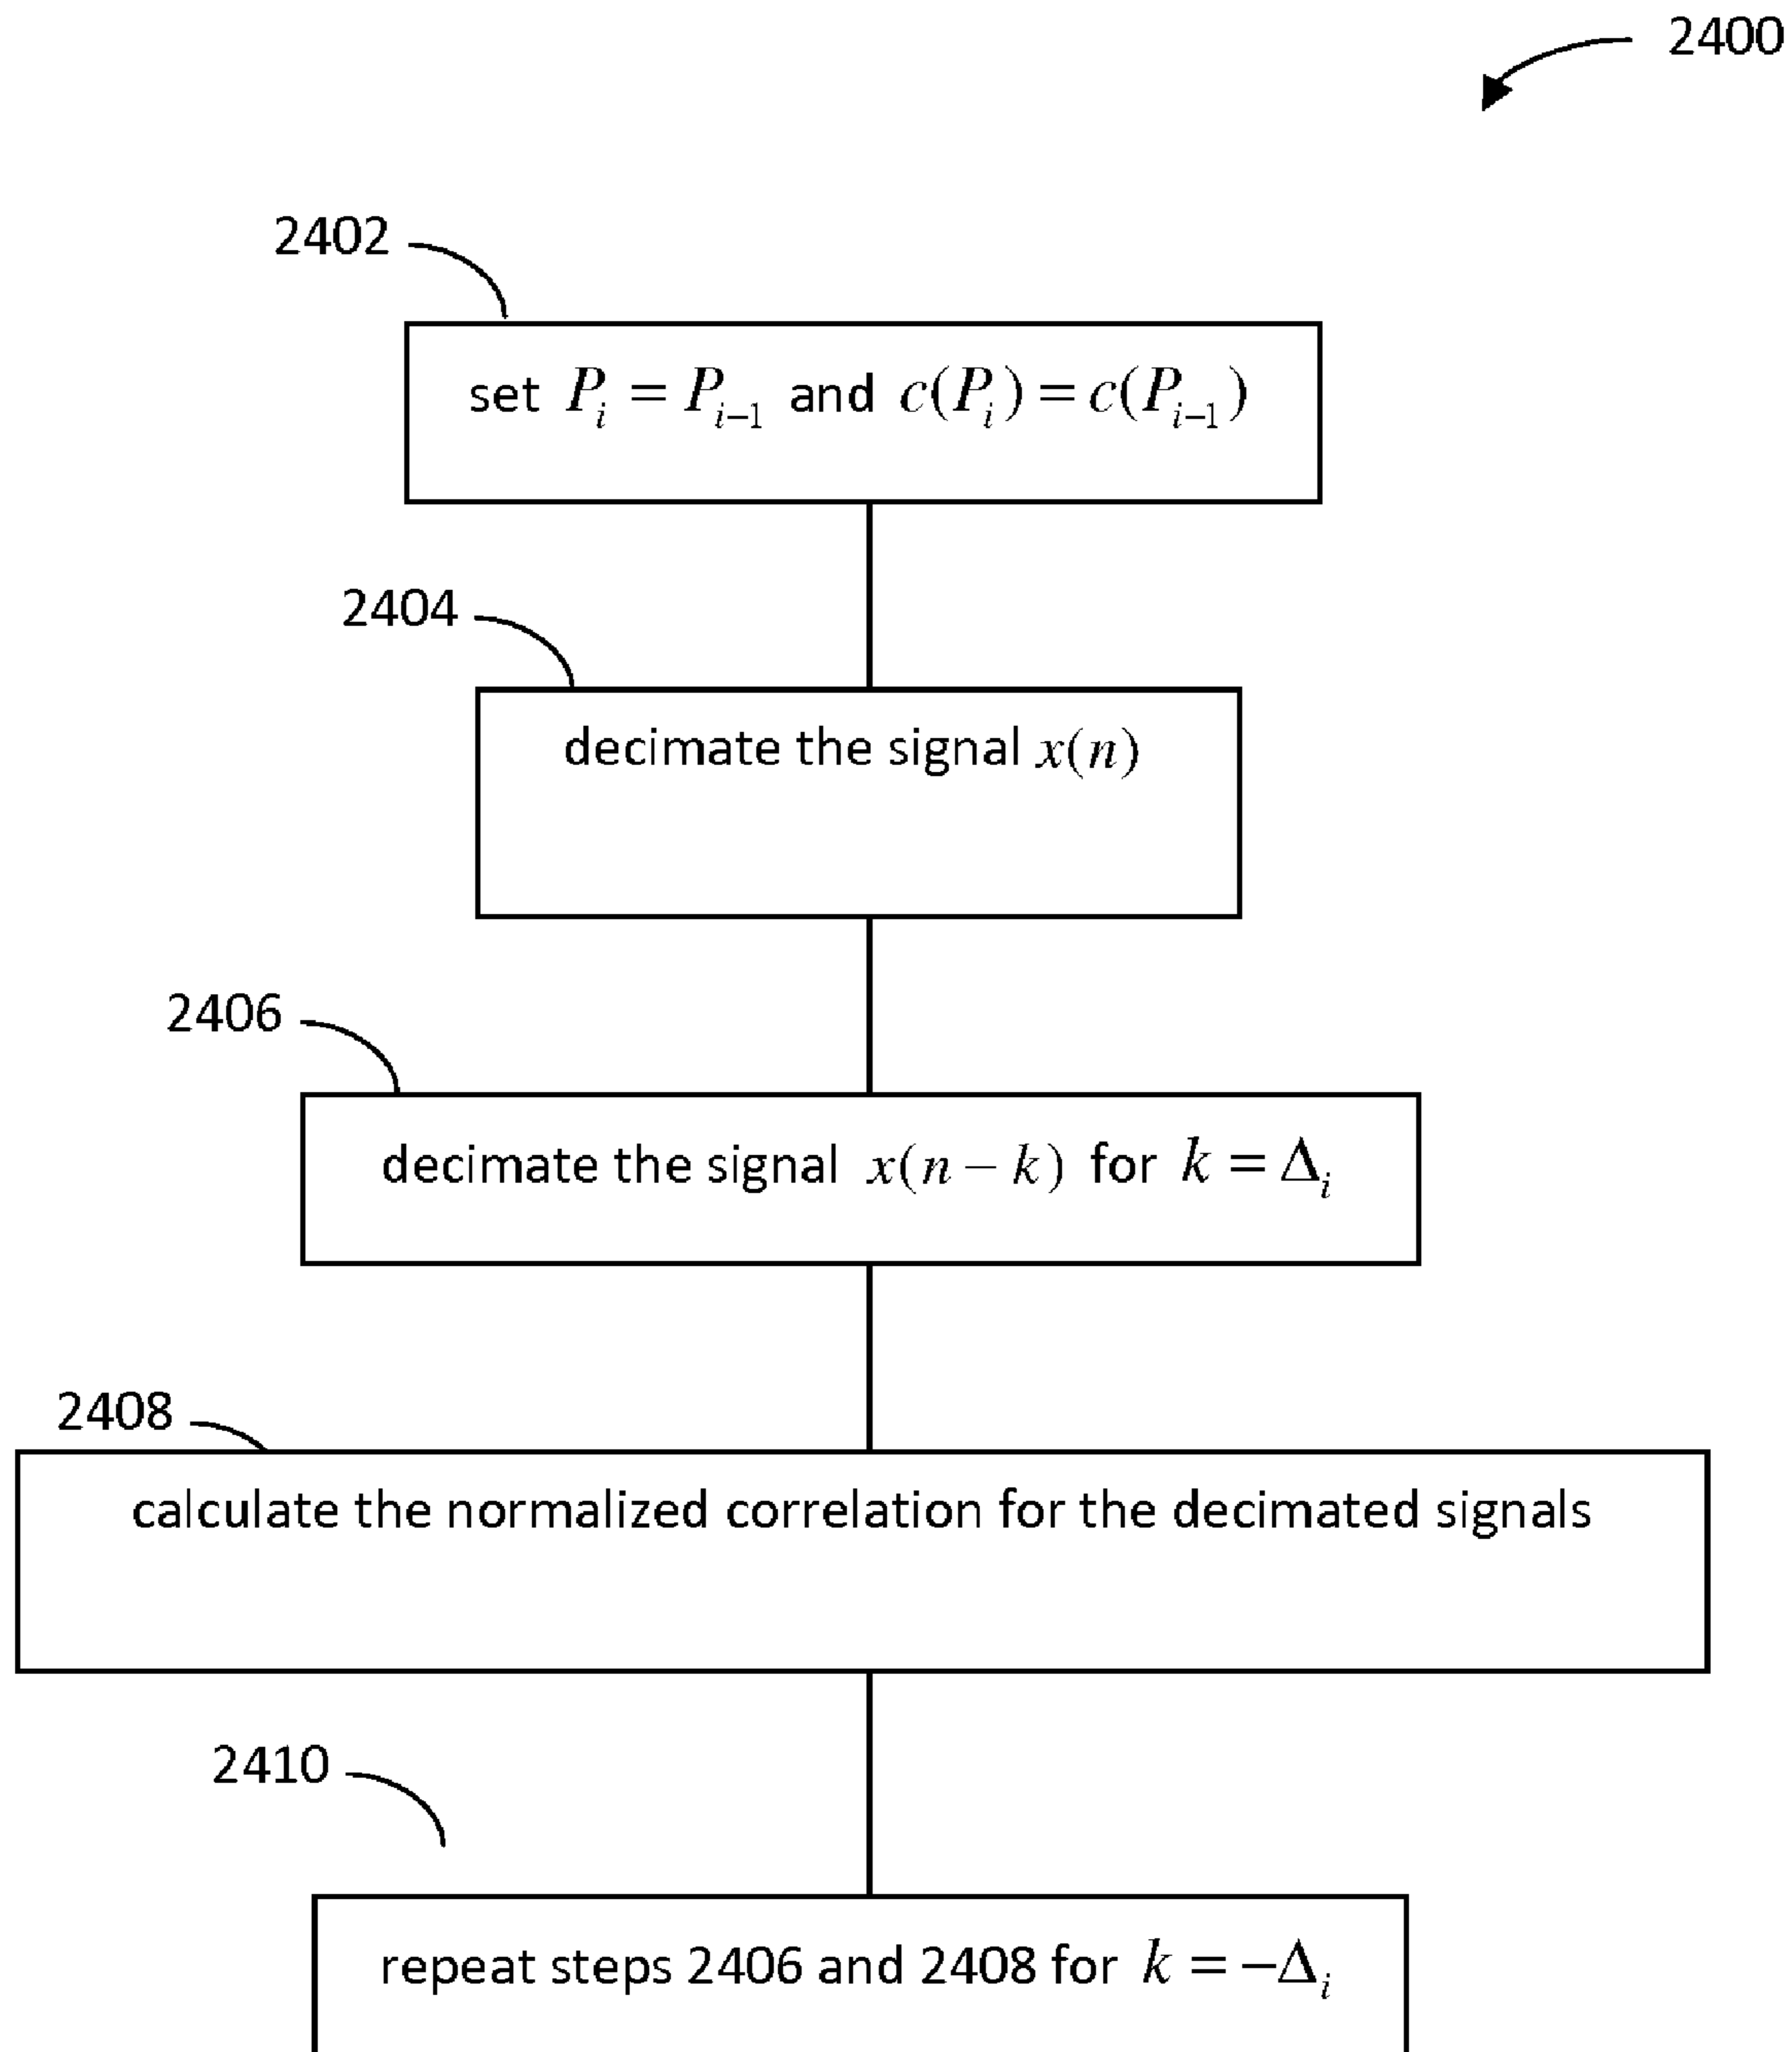 2400
2402
set P_i = P_{i−1} and c(P_i) = c(P_{i−1})
2404
decimate the signal x(n)
2406
decimate the signal x(n − k) for k = Δ_i
2408
calculate the normalized correlation for the decimated signals
2410
repeat steps 2406 and 2408 for k = −Δ_i